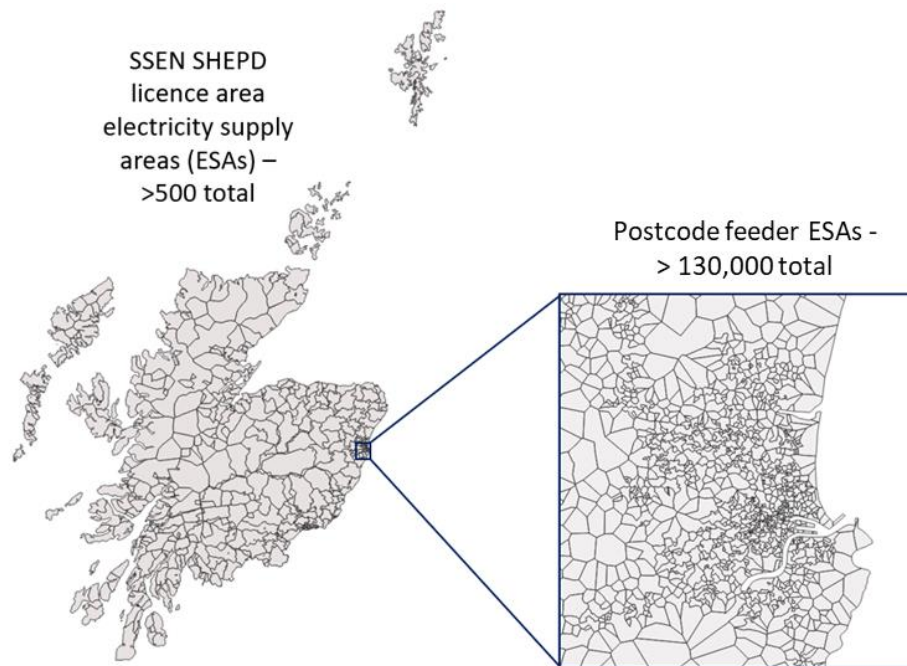 SSEN SHEPD
licence area
electricity supply
areas (ESAs) –
>500 total
Postcode feeder ESAs -
> 130,000 total